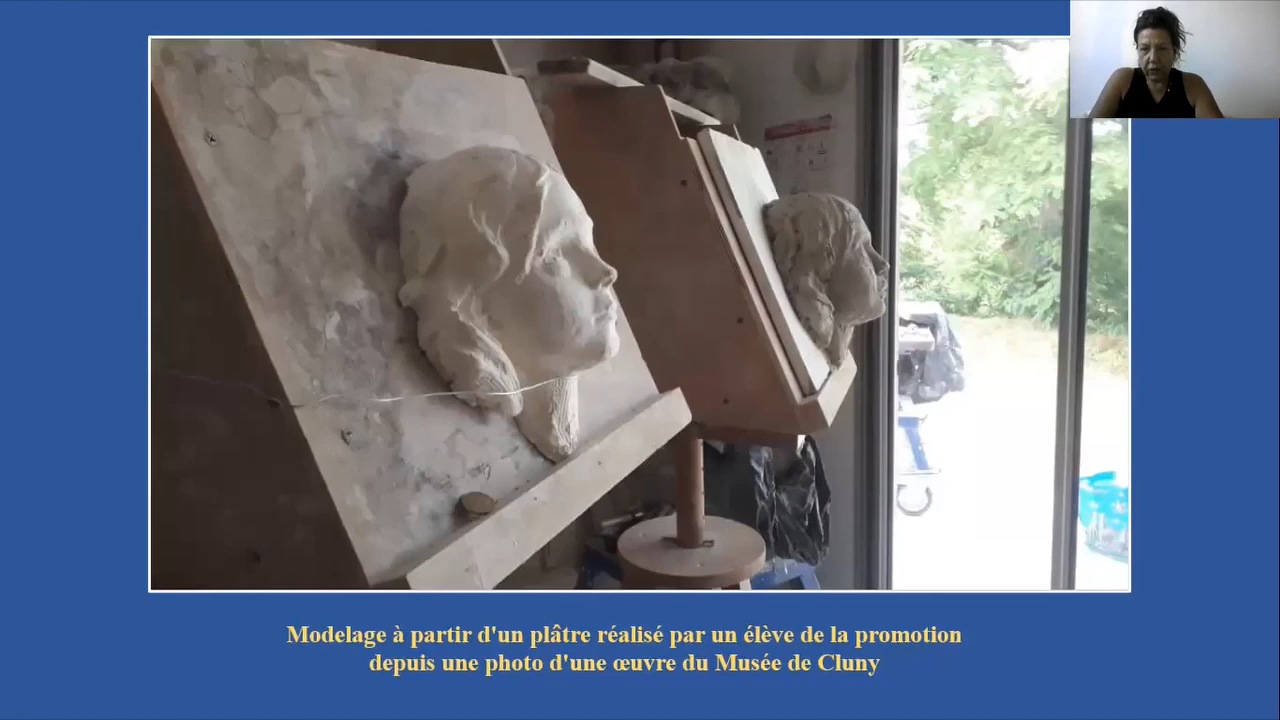 Modelage à partir d'un plâtre réalisé par un élève de la promotion
depuis une photo d'une œuvre du Musée de Cluny